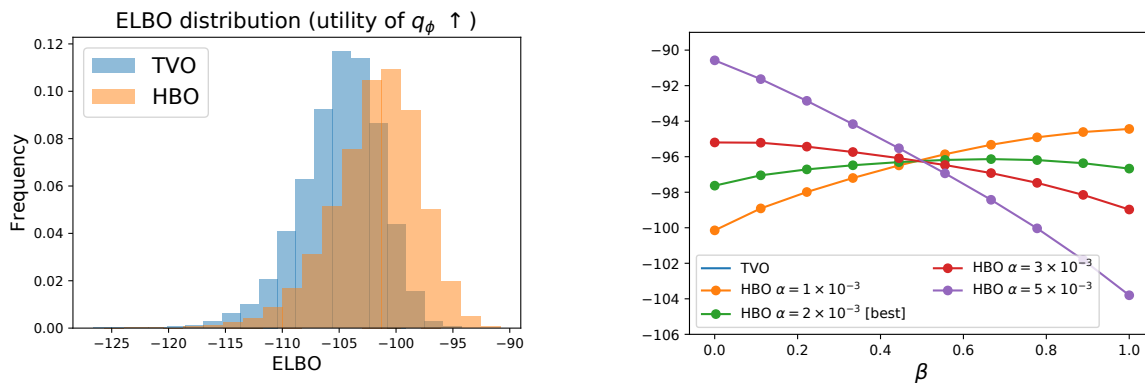 ELBO distribution (utility of qϕ ↑)
0.12
0.10
0.08
0.06
0.04
0.02
0.00
Frequency
TVO
HBO
−125
−120
−115
−110
−105
−100
−95
−90
ELBO
−90
−92
−94
−96
−98
−100
−102
−104
−106
TVO
HBO α = 1 × 10⁻³
HBO α = 2 × 10⁻³ [best]
HBO α = 3 × 10⁻³
HBO α = 5 × 10⁻³
0.0
0.2
0.4
0.6
0.8
1.0
β